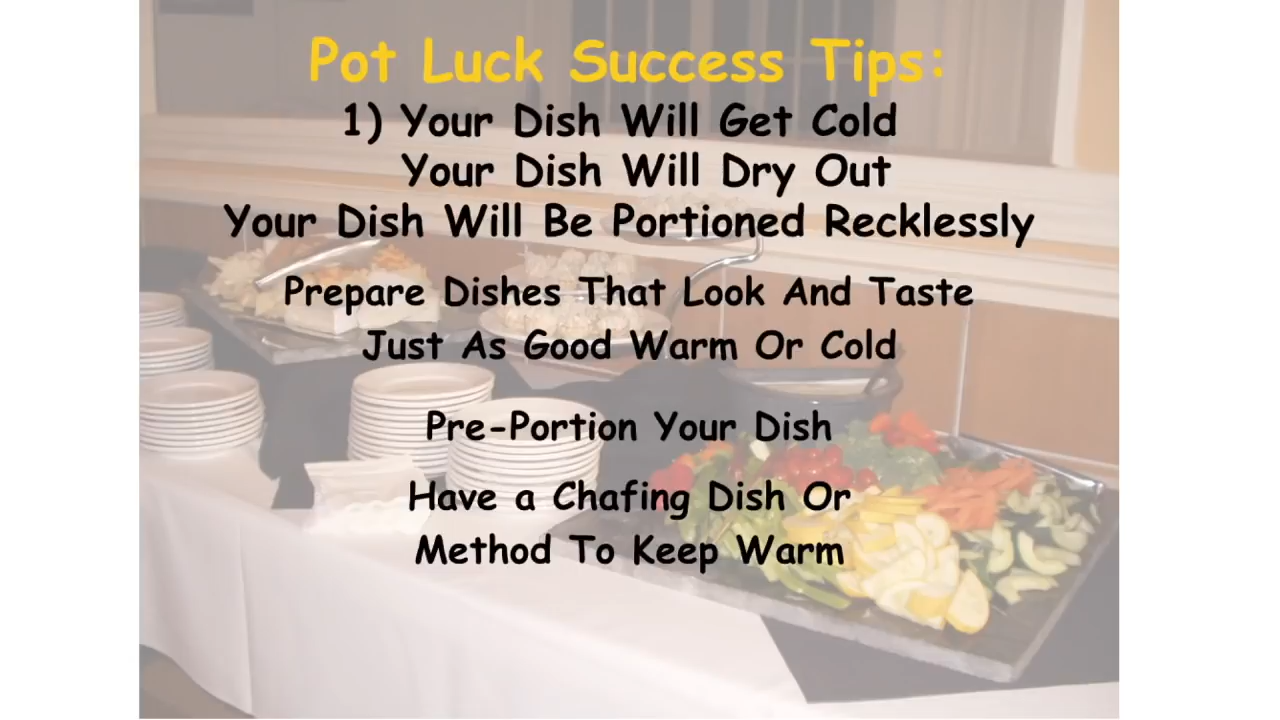 Pot Luck Success Tips:
1) Your Dish Will Get Cold
Your Dish Will Dry Out
Your Dish Will Be Portioned Recklessly
Prepare Dishes That Look And Taste
Just As Good Warm Or Cold
Pre-Portion Your Dish
Have a Chafing Dish Or
Method To Keep Warm